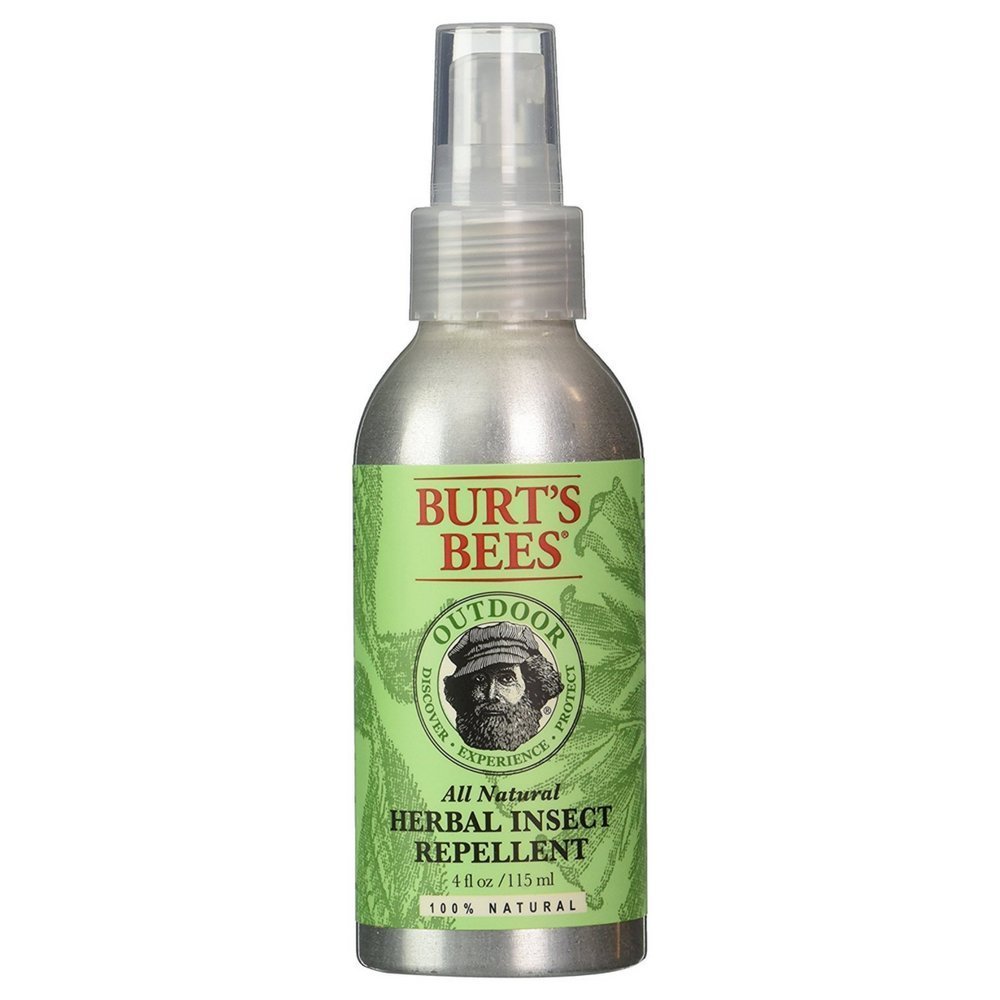 BURT'S
BEES®
OUTDOOR
DISCOVER · EXPERIENCE · PROTECT
®
All Natural
HERBAL INSECT
REPELLENT
4 fl oz / 115 ml
100% NATURAL